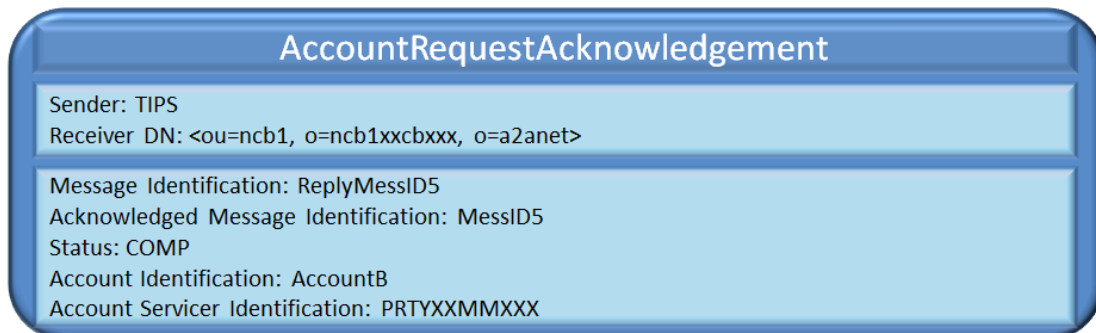 AccountRequestAcknowledgement
Sender: TIPS
Receiver DN: <ou=ncb1, o=ncb1xxcbxxx, o=a2anet>
Message Identification: ReplyMessID5
Acknowledged Message Identification: MessID5
Status: COMP
Account Identification: AccountB
Account Servicer Identification: PRTYXXMMXXX